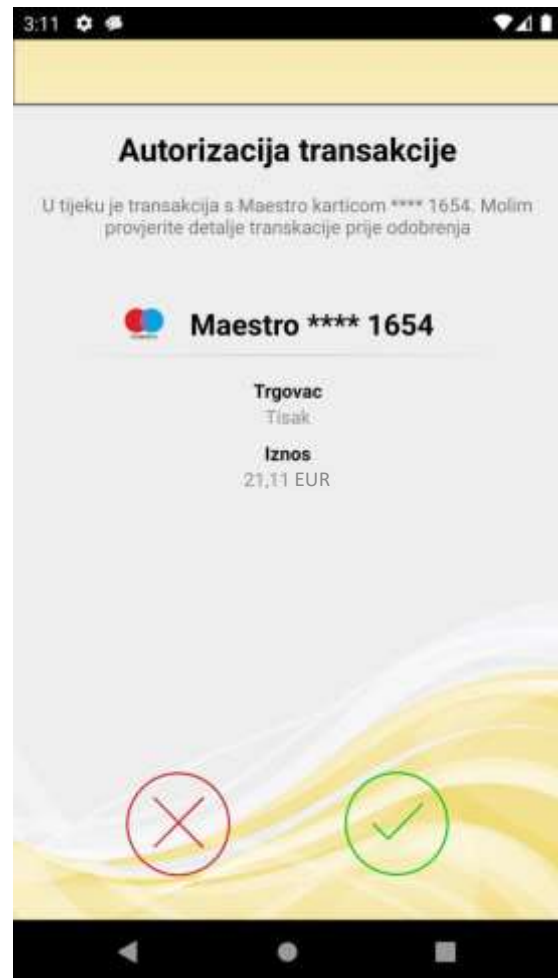 3:11
Autorizacija transakcije
U tijeku je transakcija s Maestro karticom **** 1654. Molim
provjerite detalje transkacije prije odobrenja
Maestro **** 1654
Trgovac
Tisak
Iznos
21,11 EUR